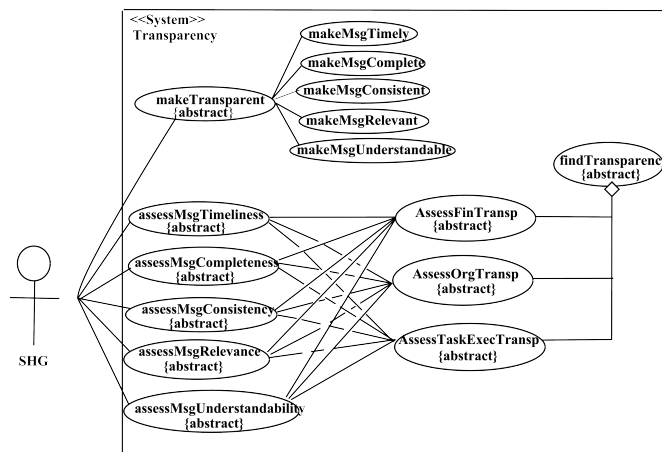 <<System>>
Transparency
makeMsgTimely
makeMsgComplete
makeMsgConsistent
makeMsgRelevant
makeMsgUnderstandable
makeTransparent
{abstract}
findTransparency
{abstract}
assessMsgTimeliness
{abstract}
assessMsgCompleteness
{abstract}
assessMsgConsistency
{abstract}
assessMsgRelevance
{abstract}
assessMsgUnderstandability
{abstract}
AssessFinTransp
{abstract}
AssessOrgTransp
{abstract}
AssessTaskExecTransp
{abstract}
SHG